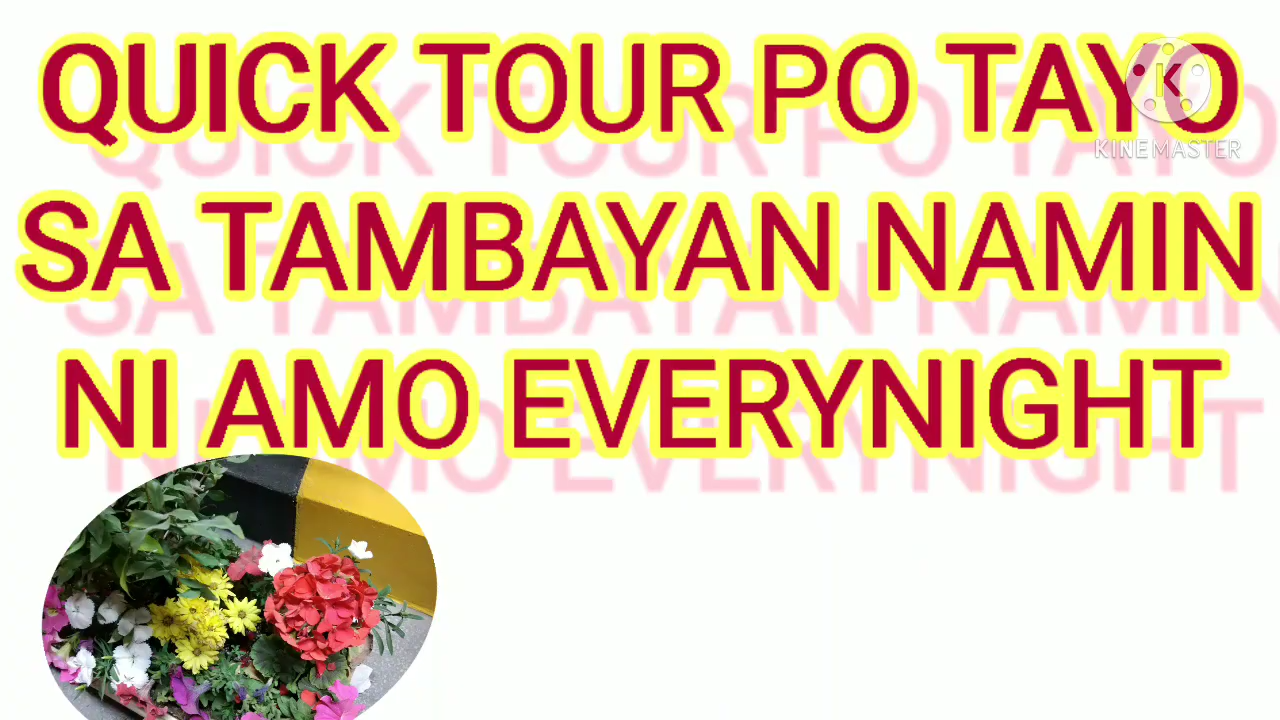 QUICK TOUR PO TAYO
KINEMASTER
SA TAMBAYAN NAMIN
NI AMO EVERYNIGHT